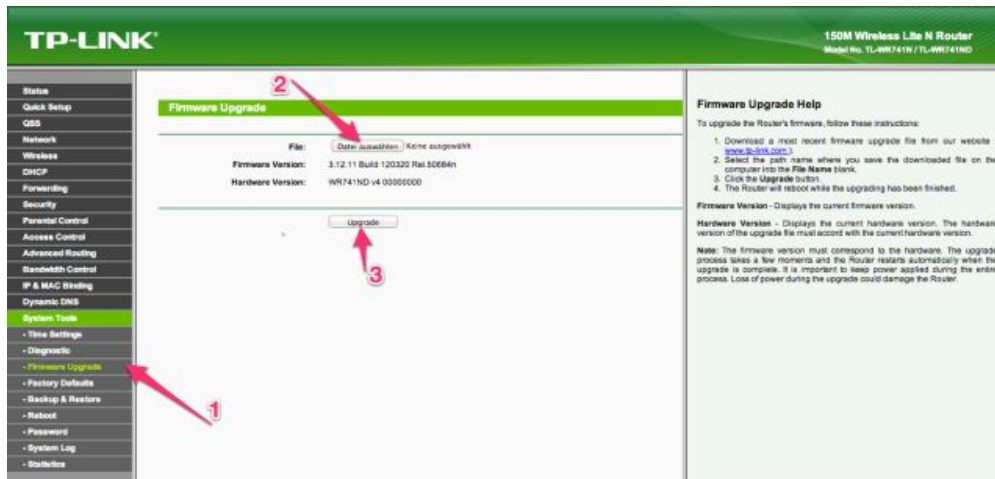 TP-LINK®
150M Wireless Lite N Router
Model No. TL-WR741N / TL-WR741ND
Status
Quick Setup
QSS
Network
Wireless
DHCP
Forwarding
Security
Parental Control
Access Control
Advanced Routing
Bandwidth Control
IP & MAC Binding
Dynamic DNS
System Tools
- Time Settings
- Diagnostic
- Firmware Upgrade
- Factory Defaults
- Backup & Restore
- Reboot
- Password
- System Log
- Statistics
1
2
Firmware Upgrade
File: Datei auswählen Keine ausgewählt
Firmware Version: 3.12.11 Build 120320 Rel.50684n
Hardware Version: WR741ND v4 00000000
Upgrade
3
Firmware Upgrade Help
To upgrade the Router's firmware, follow these instructions:
1. Download a most recent firmware upgrade file from our website (
www.tp-link.com ).
2. Select the path name where you save the downloaded file on the
computer into the File Name blank.
3. Click the Upgrade button.
4. The Router will reboot while the upgrading has been finished.
Firmware Version - Displays the current firmware version.
Hardware Version - Displays the current hardware version. The hardware
version of the upgrade file must accord with the current hardware version.
Note: The firmware version must correspond to the hardware. The upgrade
process takes a few moments and the Router restarts automatically when the
upgrade is complete. It is important to keep power applied during the entire
process. Loss of power during the upgrade could damage the Router.